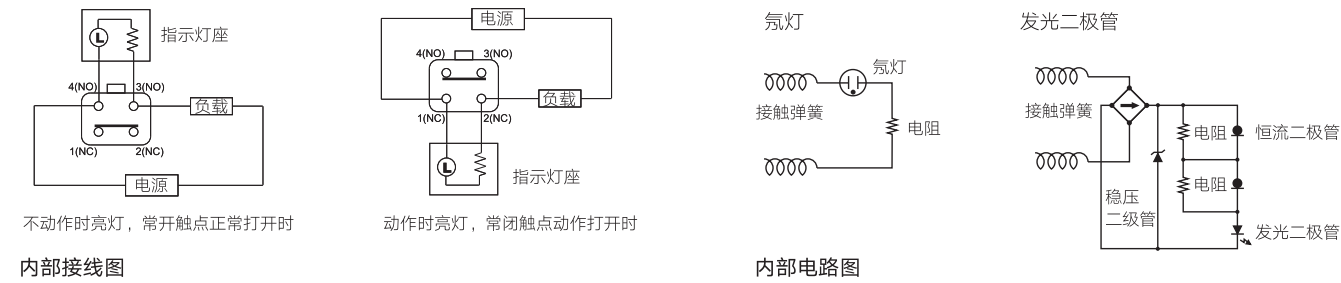 L
指示灯座
4(NO)
3(NO)
负载
1(NC)
2(NC)
电源
不动作时亮灯，常开触点正常打开时
内部接线图
电源
4(NO)
3(NO)
负载
1(NC)
2(NC)
L
指示灯座
动作时亮灯，常闭触点动作打开时
氖灯
氖灯
接触弹簧
电阻
内部电路图
发光二极管
接触弹簧
电阻
恒流二极管
电阻
稳压
二级管
发光二极管